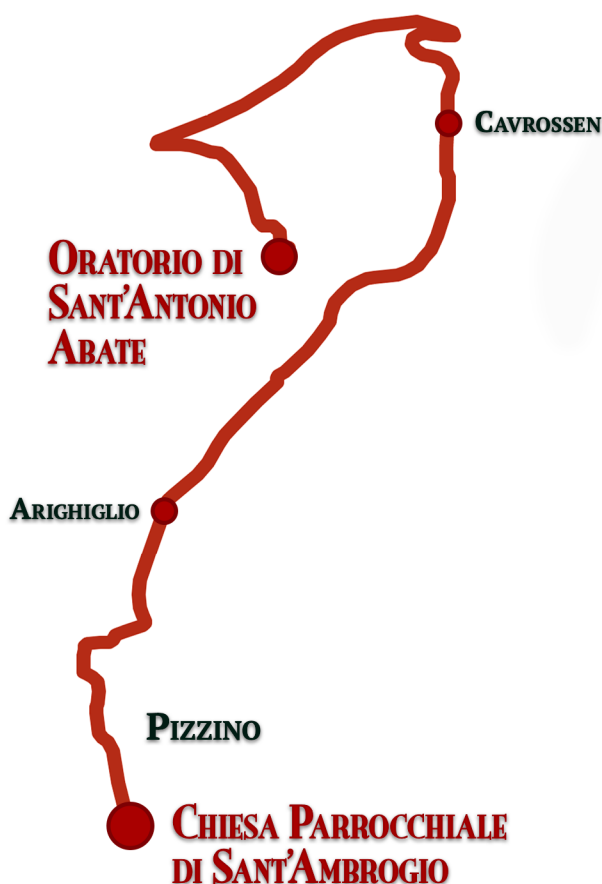 Cavrossen
Oratorio di
Sant'Antonio
Abate
Arighiglio
Pizzino
Chiesa Parrocchiale
di Sant'Ambrogio